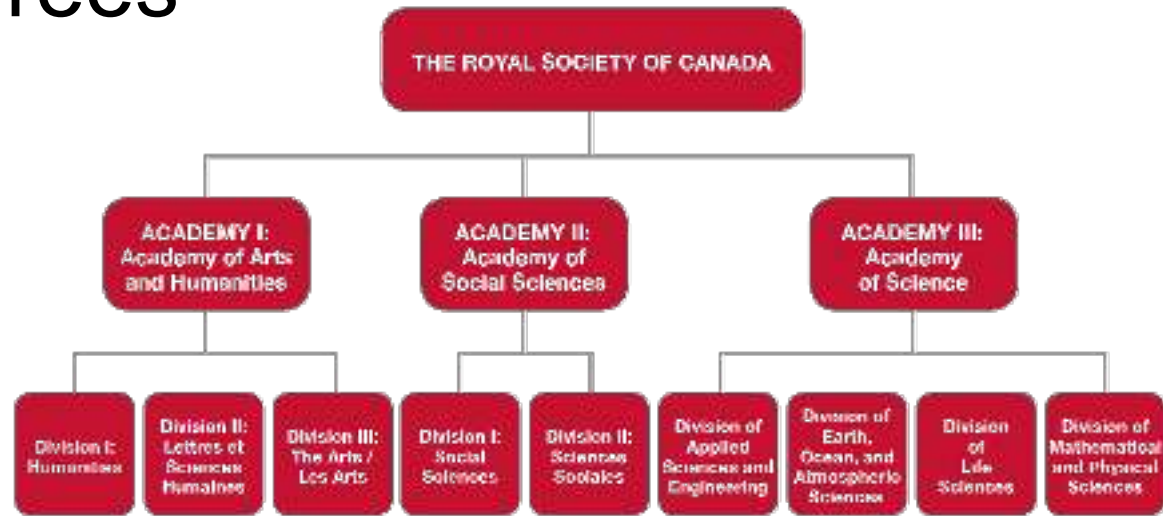 rees
THE ROYAL SOCIETY OF CANADA
ACADEMY I:
Academy of Arts
and Humanities
ACADEMY II:
Academy of
Social Sciences
ACADEMY III:
Academy
of Science
Division I:
Humanities
Division II:
Lettres et
Sciences
Humaines
Division III:
The Arts /
Les Arts
Division I:
Social
Sciences
Division II:
Sciences
Sociales
Division of
Applied
Sciences and
Engineering
Division of
Earth,
Ocean, and
Atmospheric
Sciences
Division
of
Life
Sciences
Division of
Mathematical
and Physical
Sciences